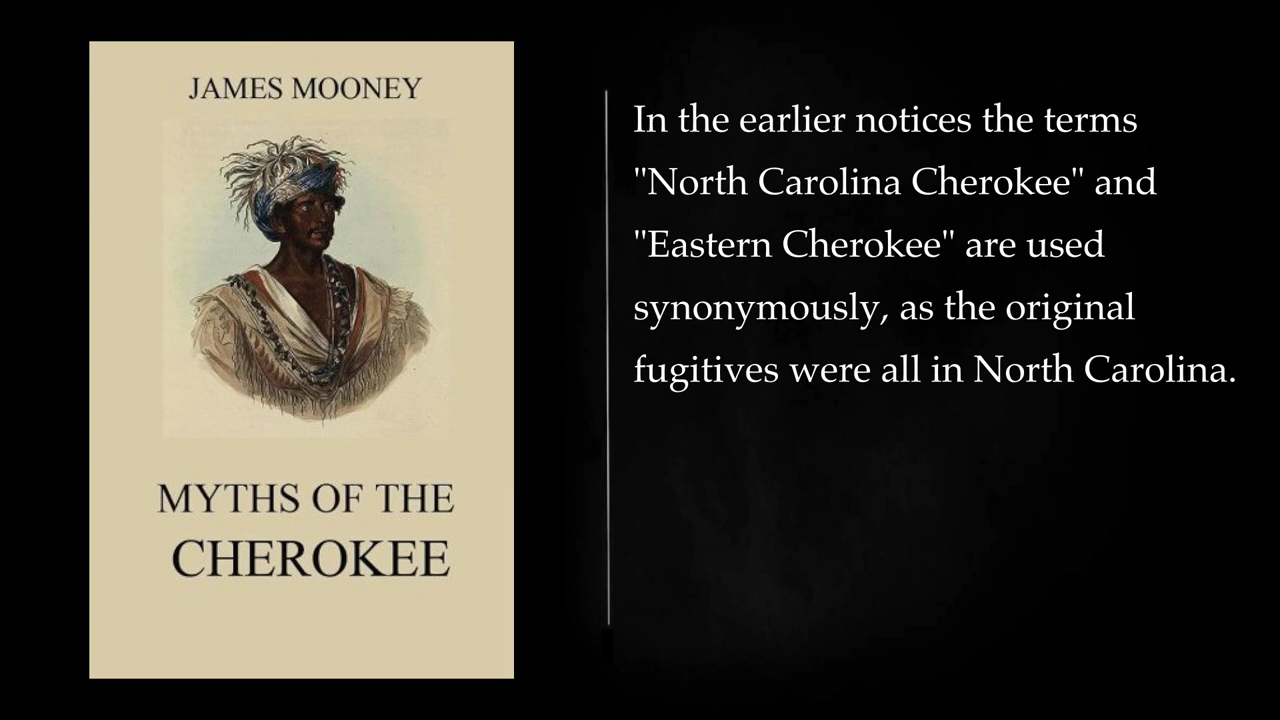 JAMES MOONEY
MYTHS OF THE
CHEROKEE
In the earlier notices the terms
"North Carolina Cherokee" and
"Eastern Cherokee" are used
synonymously, as the original
fugitives were all in North Carolina.